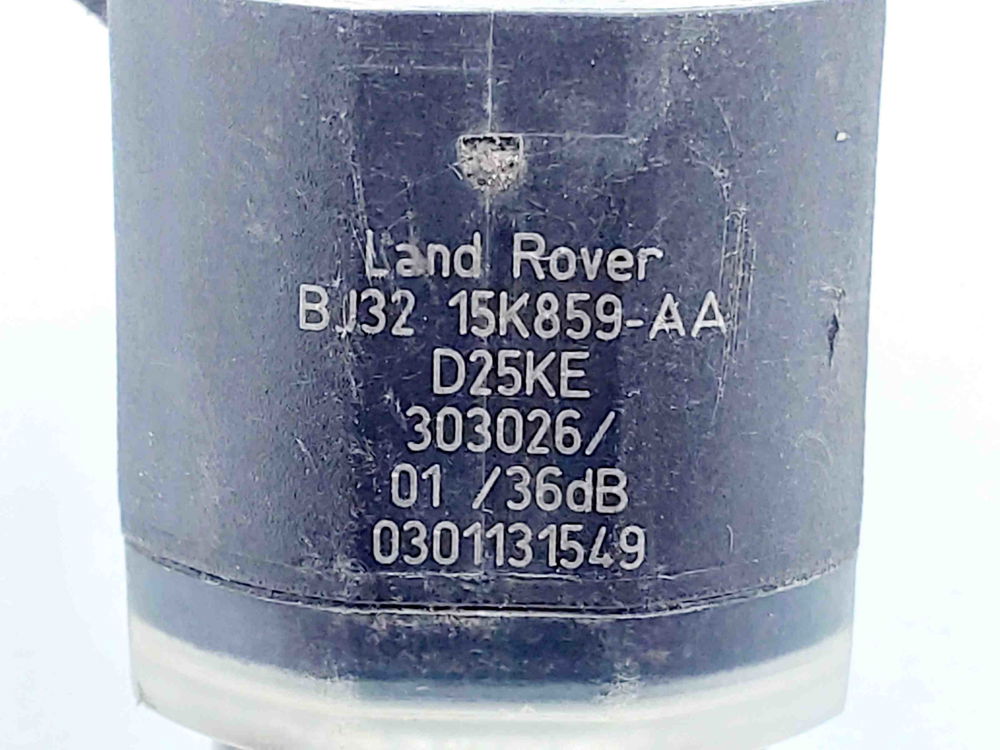 Land Rover
BJ32 15K859-AA
D25KE
303026/
01 /36dB
0301131549